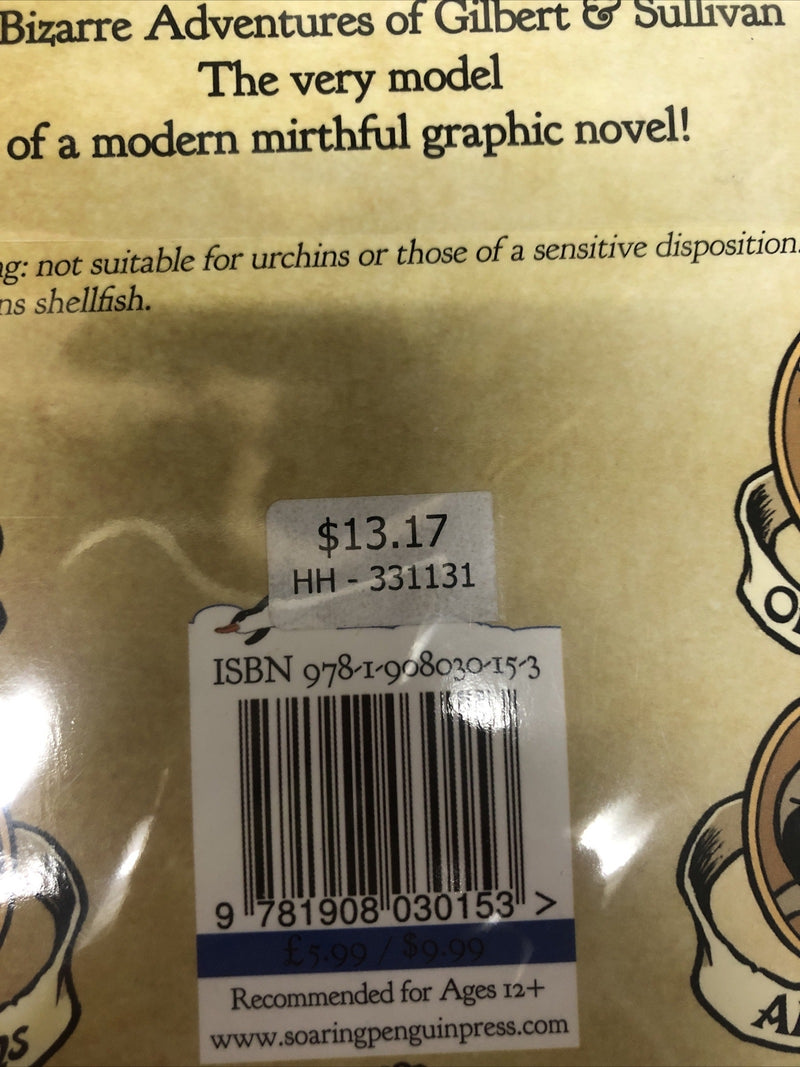 Bizarre Adventures of Gilbert & Sullivan
The very model
of a modern mirthful graphic novel!
not suitable for urchins or those of a sensitive disposition.
shellfish.
$13.17
HH - 331131
ISBN 978-1-908030-15-3
9 781908 030153 >
£5.99 / $9.99
Recommended for Ages 12+
www.soaringpenguinpress.com